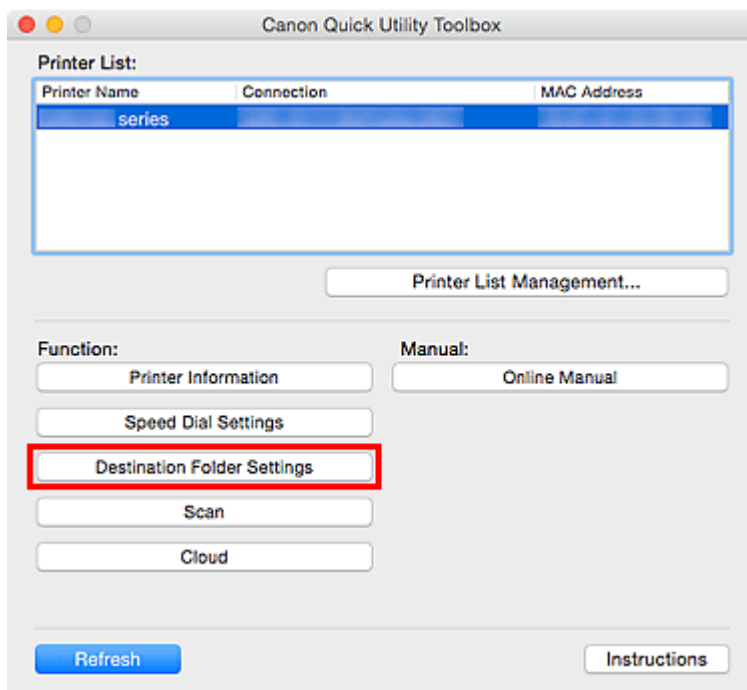 Canon Quick Utility Toolbox
Printer List:
Printer Name Connection MAC Address
series
Printer List Management...
Function: Manual:
Printer Information Online Manual
Speed Dial Settings
Destination Folder Settings
Scan
Cloud
Refresh Instructions